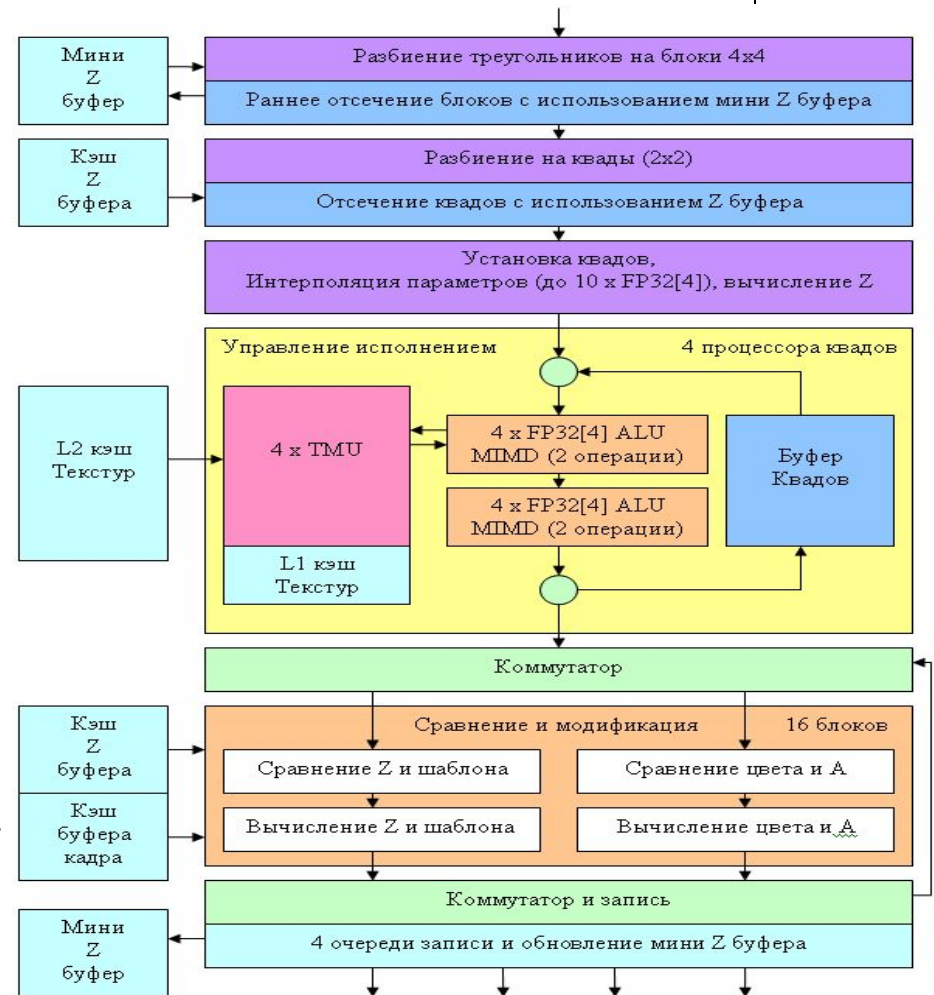 Мини
Z
буфер
Разбиение треугольников на блоки 4x4
Раннее отсечение блоков с использованием мини Z буфера
Кэш
Z
буфера
Разбиение на квады (2x2)
Отсечение квадов с использованием Z буфера
Установка квадов,
Интерполяция параметров (до 10 x FP32[4]), вычисление Z
Управление исполнением
4 процессора квадов
L2 кэш
Текстур
4 x TMU
L1 кэш
Текстур
4 x FP32[4] ALU
MIMD (2 операции)
4 x FP32[4] ALU
MIMD (2 операции)
Буфер
Квадов
Коммутатор
Кэш
Z
буфера
Кэш
буфера
кадра
Сравнение и модификация
16 блоков
Сравнение Z и шаблона
Сравнение цвета и A
Вычисление Z и шаблона
Вычисление цвета и A
Коммутатор и запись
4 очереди записи и обновление мини Z буфера
Мини
Z
буфер